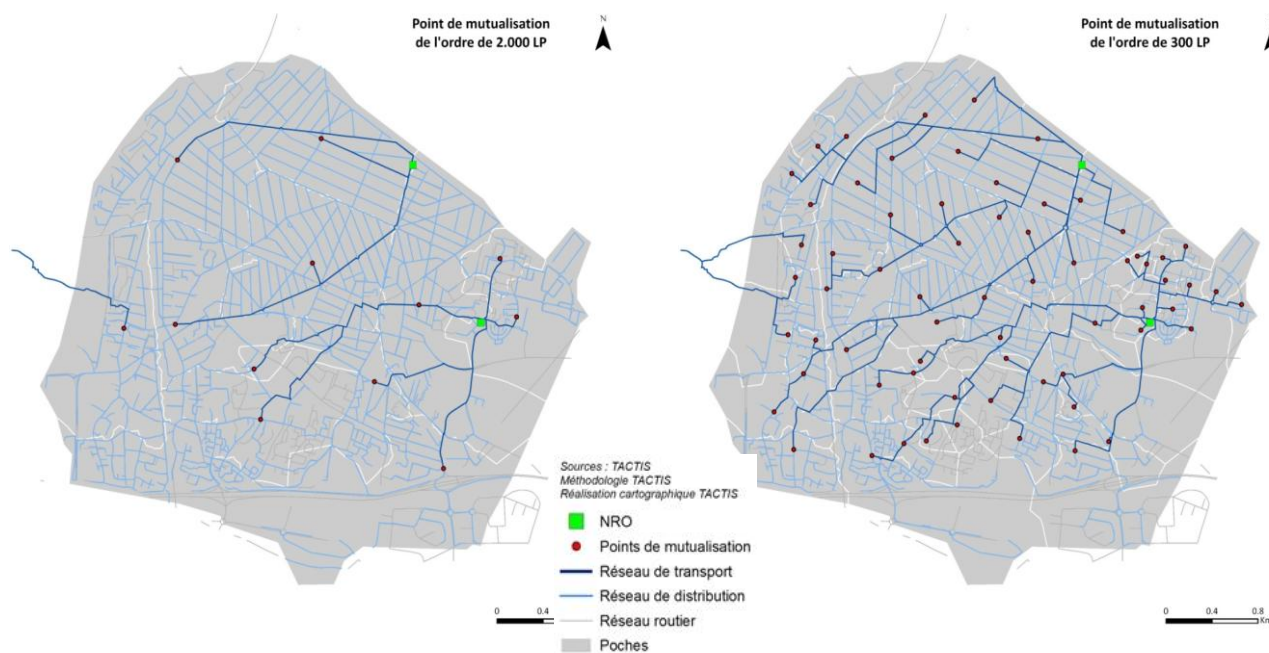 Point de mutualisation
de l'ordre de 2.000 LP
N
Point de mutualisation
de l'ordre de 300 LP
Sources : TACTIS
Méthodologie TACTIS
Réalisation cartographique TACTIS
NRO
Points de mutualisation
Réseau de transport
Réseau de distribution
Réseau routier
Poches
0 0.4
0 0.4 0.8
Km